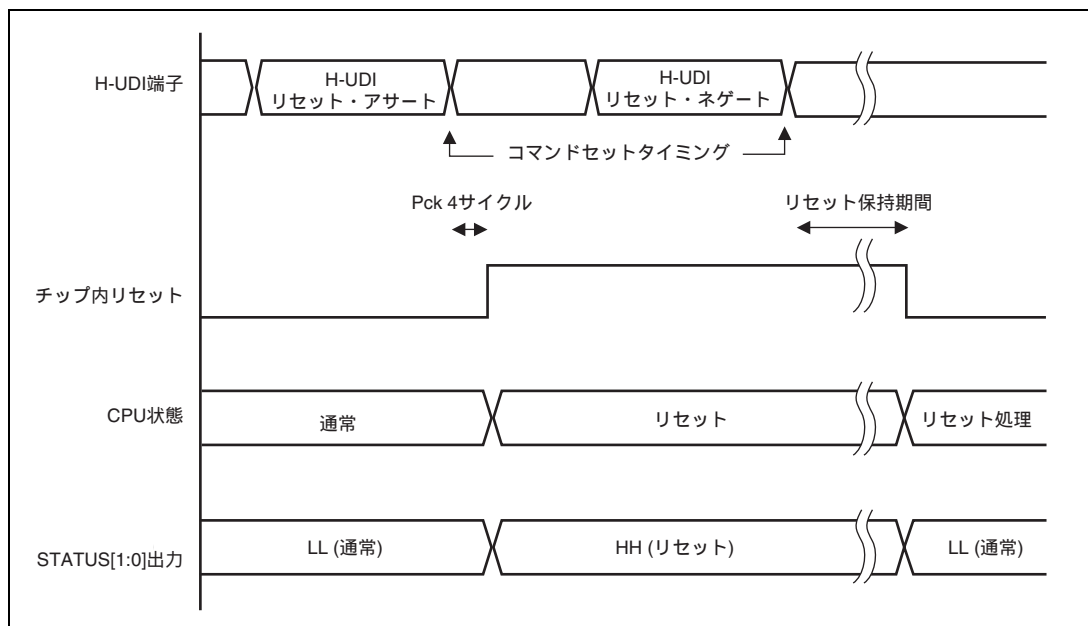 H-UDI端子
H-UDI
リセット・アサート
H-UDI
リセット・ネゲート
コマンドセットタイミング
Pck 4サイクル
リセット保持期間
チップ内リセット
CPU状態
通常
リセット
リセット処理
STATUS[1:0]出力
LL (通常)
HH (リセット)
LL (通常)